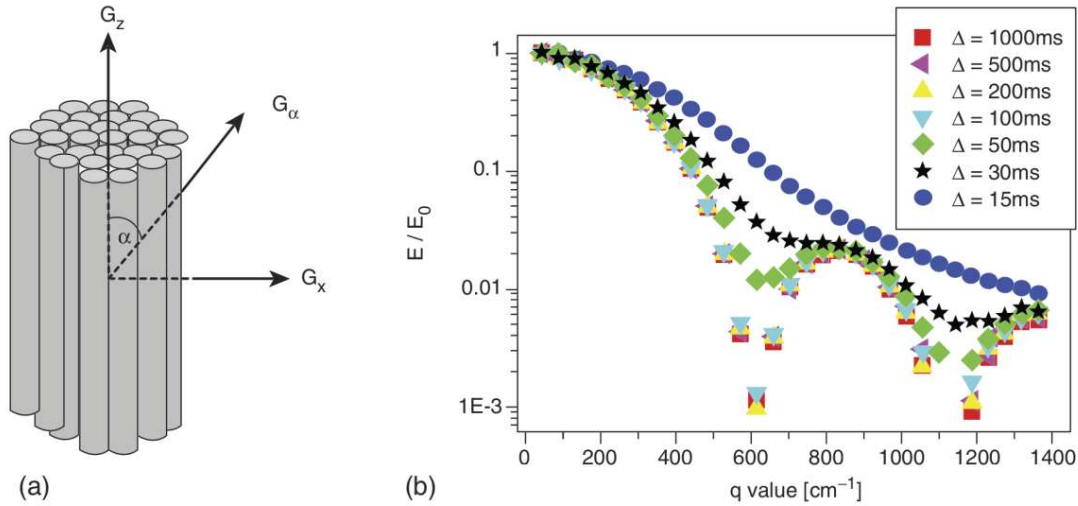 G_z
G_α
α
G_x
(a)
E / E_0
1
0.1
0.01
1E-3
0 200 400 600 800 1000 1200 1400
q value [cm⁻¹]
(b)
Δ = 1000ms
Δ = 500ms
Δ = 200ms
Δ = 100ms
Δ = 50ms
Δ = 30ms
Δ = 15ms